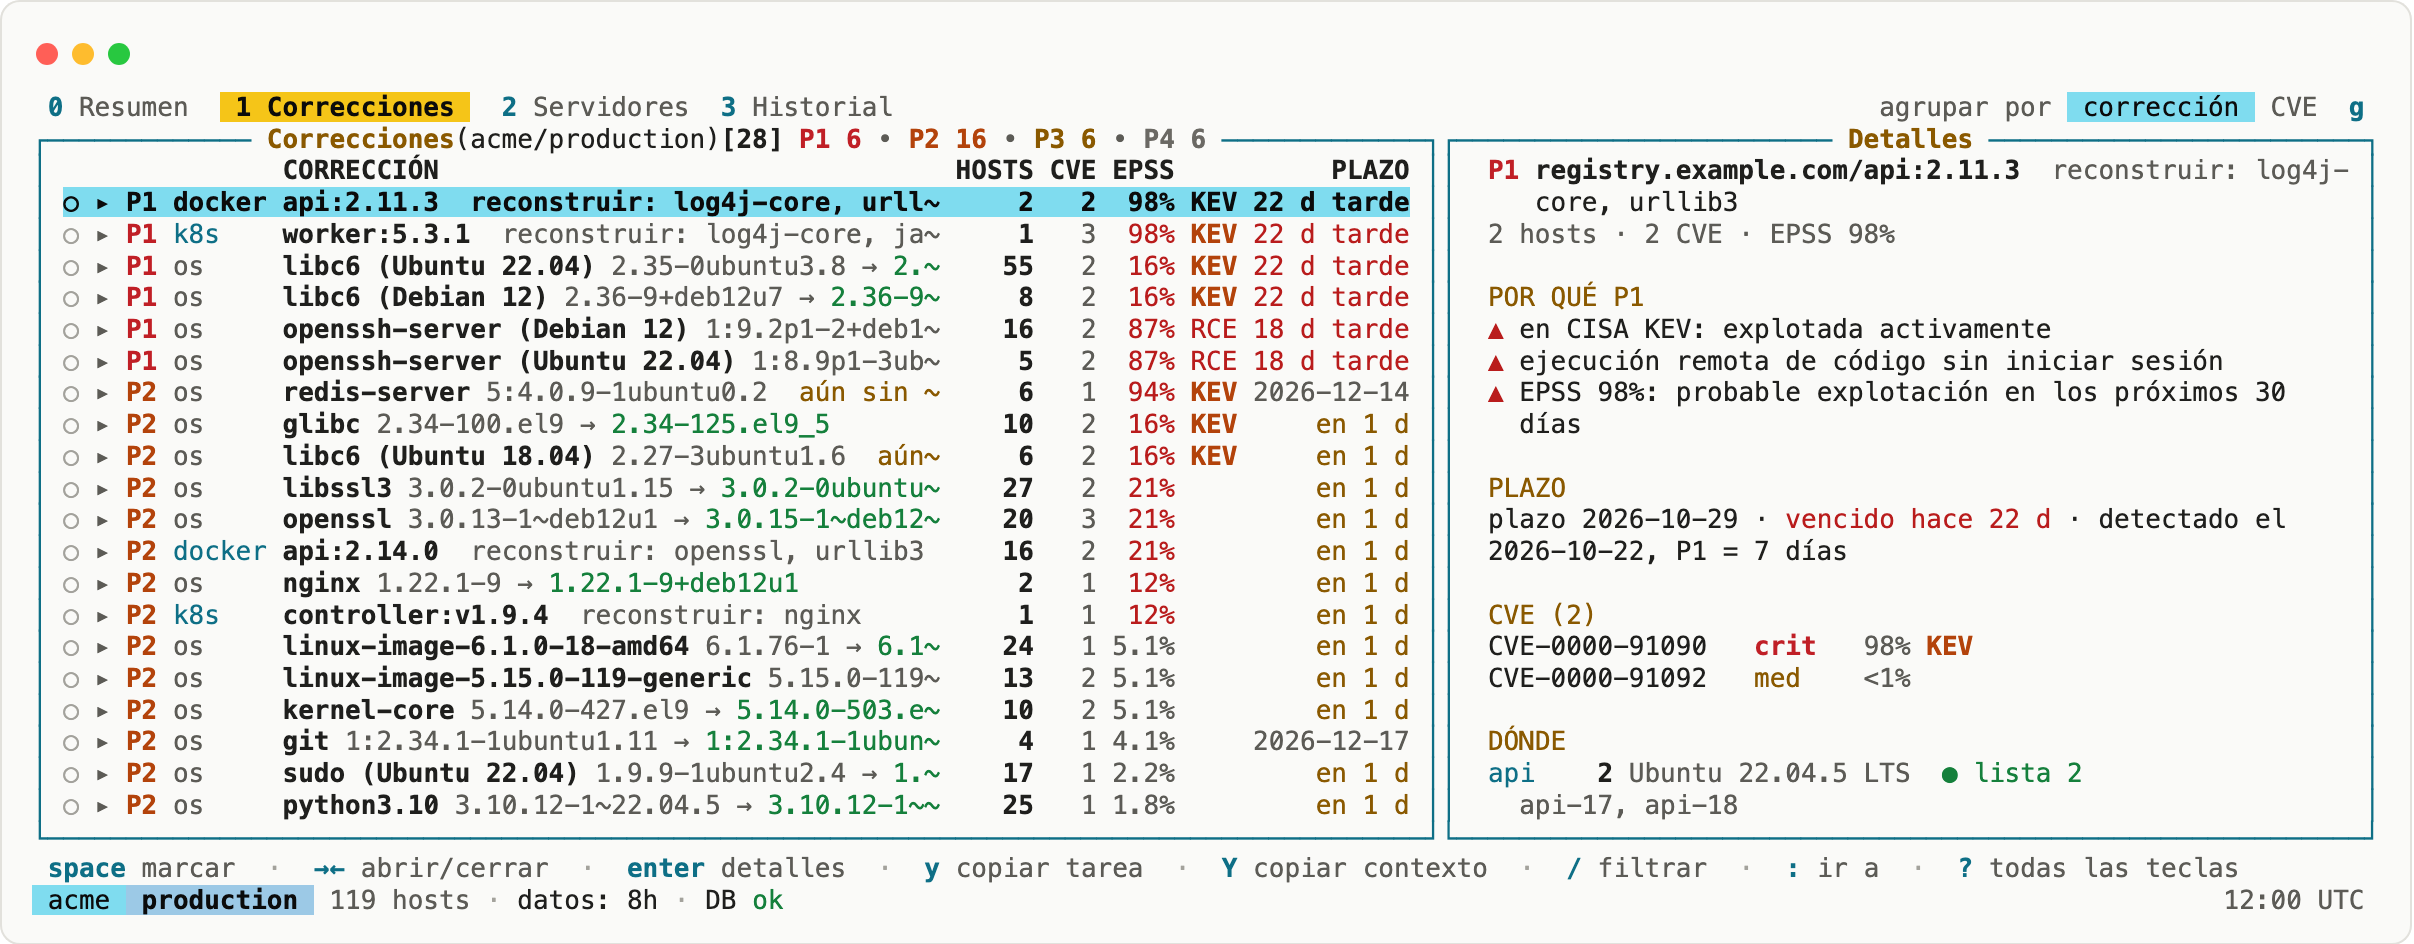 0 Resumen  1 Correcciones  2 Servidores  3 Historial  agrupar por  corrección  CVE  g
Correcciones(acme/production)[28] P1 6 • P2 16 • P3 6 • P4 6
CORRECCIÓN  HOSTS CVE EPSS  PLAZO
○ ▸ P1 docker api:2.11.3  reconstruir: log4j-core, urll~  2  2  98% KEV 22 d tarde
○ ▸ P1 k8s  worker:5.3.1  reconstruir: log4j-core, ja~  1  3  98% KEV 22 d tarde
○ ▸ P1 os  libc6 (Ubuntu 22.04) 2.35-0ubuntu3.8 → 2.~  55  2  16% KEV 22 d tarde
○ ▸ P1 os  libc6 (Debian 12) 2.36-9+deb12u7 → 2.36-9~  8  2  16% KEV 22 d tarde
○ ▸ P1 os  openssh-server (Debian 12) 1:9.2p1-2+deb1~  16  2  87% RCE 18 d tarde
○ ▸ P1 os  openssh-server (Ubuntu 22.04) 1:8.9p1-3ub~  5  2  87% RCE 18 d tarde
○ ▸ P2 os  redis-server 5:4.0.9-1ubuntu0.2  aún sin ~  6  1  94% KEV 2026-12-14
○ ▸ P2 os  glibc 2.34-100.el9 → 2.34-125.el9_5  10  2  16% KEV  en 1 d
○ ▸ P2 os  libc6 (Ubuntu 18.04) 2.27-3ubuntu1.6  aún~  6  2  16% KEV  en 1 d
○ ▸ P2 os  libssl3 3.0.2-0ubuntu1.15 → 3.0.2-0ubuntu~  27  2  21%  en 1 d
○ ▸ P2 os  openssl 3.0.13-1~deb12u1 → 3.0.15-1~deb12~  20  3  21%  en 1 d
○ ▸ P2 docker api:2.14.0  reconstruir: openssl, urllib3  16  2  21%  en 1 d
○ ▸ P2 os  nginx 1.22.1-9 → 1.22.1-9+deb12u1  2  1  12%  en 1 d
○ ▸ P2 k8s  controller:v1.9.4  reconstruir: nginx  1  1  12%  en 1 d
○ ▸ P2 os  linux-image-6.1.0-18-amd64 6.1.76-1 → 6.1~  24  1 5.1%  en 1 d
○ ▸ P2 os  linux-image-5.15.0-119-generic 5.15.0-119~  13  2 5.1%  en 1 d
○ ▸ P2 os  kernel-core 5.14.0-427.el9 → 5.14.0-503.e~  10  2 5.1%  en 1 d
○ ▸ P2 os  git 1:2.34.1-1ubuntu1.11 → 1:2.34.1-1ubun~  4  1 4.1%  2026-12-17
○ ▸ P2 os  sudo (Ubuntu 22.04) 1.9.9-1ubuntu2.4 → 1.~  17  1 2.2%  en 1 d
○ ▸ P2 os  python3.10 3.10.12-1~22.04.5 → 3.10.12-1~~  25  1 1.8%  en 1 d
Detalles
P1 registry.example.com/api:2.11.3  reconstruir: log4j-
core, urllib3
2 hosts · 2 CVE · EPSS 98%
POR QUÉ P1
▲ en CISA KEV: explotada activamente
▲ ejecución remota de código sin iniciar sesión
▲ EPSS 98%: probable explotación en los próximos 30
días
PLAZO
plazo 2026-10-29 · vencido hace 22 d · detectado el
2026-10-22, P1 = 7 días
CVE (2)
CVE-0000-91090  crit  98% KEV
CVE-0000-91092  med  <1%
DÓNDE
api  2 Ubuntu 22.04.5 LTS  ● lista 2
api-17, api-18
space marcar  ·  →← abrir/cerrar  ·  enter detalles  ·  y copiar tarea  ·  Y copiar contexto  ·  / filtrar  ·  : ir a  ·  ? todas las teclas
acme  production  119 hosts · datos: 8h · DB ok  12:00 UTC